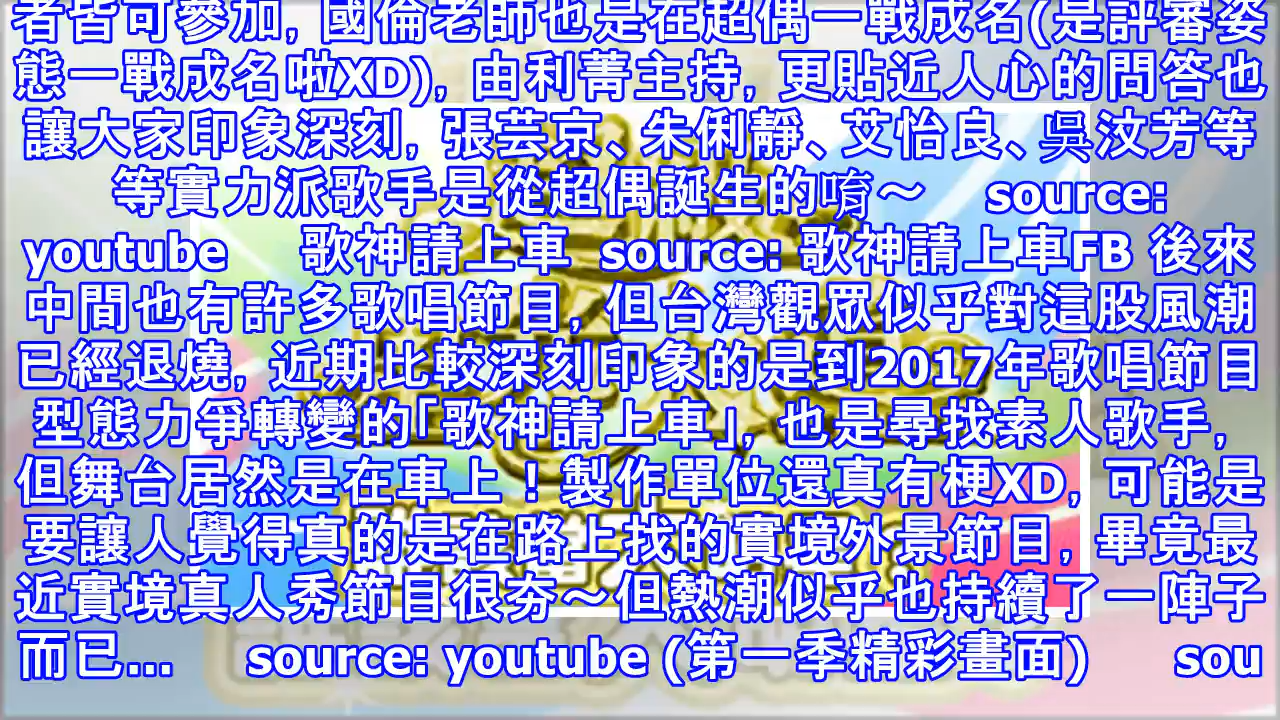 者皆可參加, 國倫老師也是在超偶一戰成名(是評審姿
態一戰成名啦XD), 由利菁主持, 更貼近人心的問答也
讓大家印象深刻, 張芸京、朱俐靜、艾怡良、吳汶芳等
等實力派歌手是從超偶誕生的唷～ source:
youtube 歌神請上車 source: 歌神請上車FB 後來
中間也有許多歌唱節目, 但台灣觀眾似乎對這股風潮
已經退燒, 近期比較深刻印象的是到2017年歌唱節目
型態力爭轉變的「歌神請上車」, 也是尋找素人歌手,
但舞台居然是在車上！製作單位還真有梗XD, 可能是
要讓人覺得真的是在路上找的實境外景節目, 畢竟最
近實境真人秀節目很夯～但熱潮似乎也持續了一陣子
而已... source: youtube (第一季精彩畫面) sou